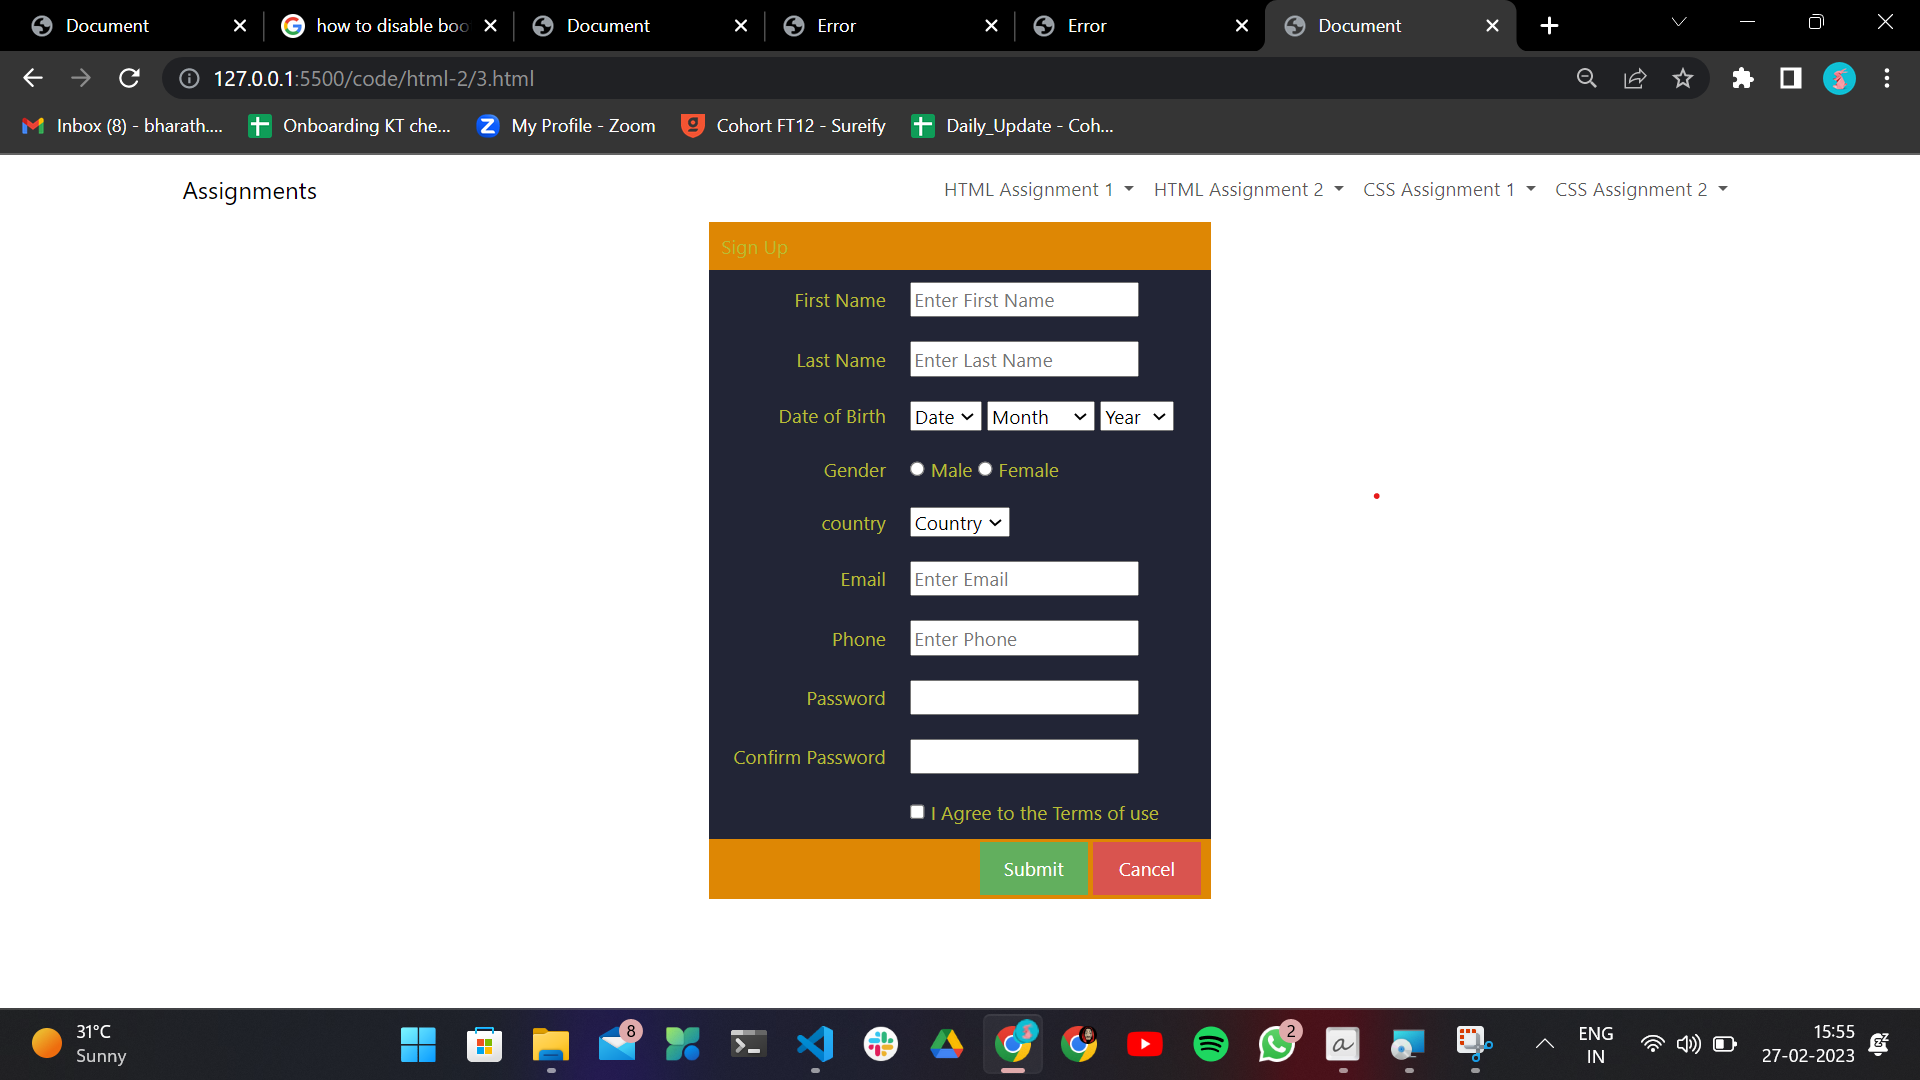 Document
how to disable boo
Document
Error
Error
Document
127.0.0.1:5500/code/html-2/3.html
Inbox (8) - bharath....
Onboarding KT che...
My Profile - Zoom
Cohort FT12 - Sureify
Daily_Update - Coh...
Assignments
HTML Assignment 1
HTML Assignment 2
CSS Assignment 1
CSS Assignment 2
Sign Up
First Name
Enter First Name
Last Name
Enter Last Name
Date of Birth
Date
Month
Year
Gender
Male
Female
country
Country
Email
Enter Email
Phone
Enter Phone
Password
Confirm Password
I Agree to the Terms of use
Submit
Cancel
31°C
Sunny
8
2
ENG
IN
15:55
27-02-2023